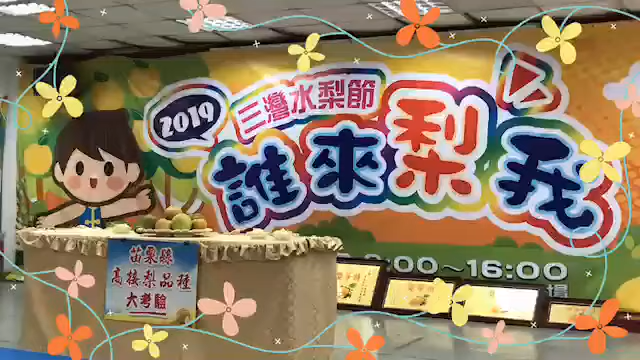 2019
三灣水梨節
誰來梨我
:00～16:00
場
苗栗縣
高接梨品種
大考驗